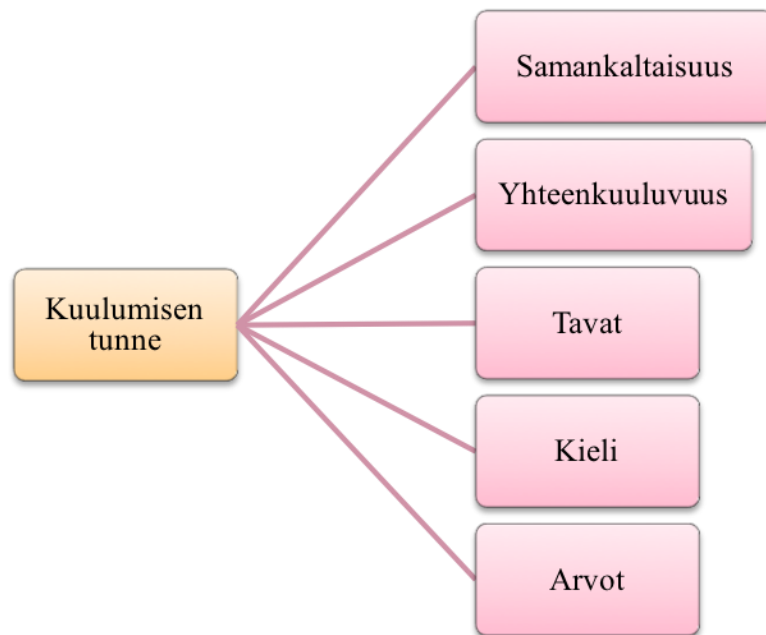 Kuulumisen
tunne
Samankaltaisuus
Yhteenkuuluvuus
Tavat
Kieli
Arvot